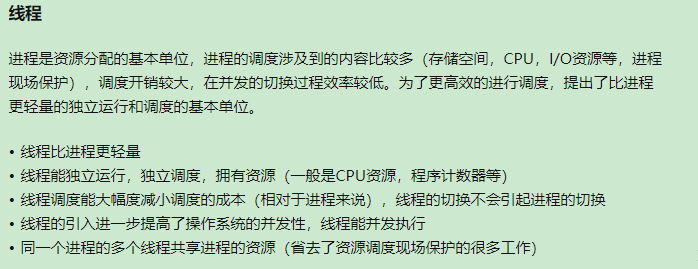 线程
进程是资源分配的基本单位，进程的调度涉及到的内容比较多（存储空间，CPU，I/O资源等，进程
现场保护），调度开销较大，在并发的切换过程效率较低。为了更高效的进行调度，提出了比进程
更轻量的独立运行和调度的基本单位。
• 线程比进程更轻量
• 线程能独立运行，独立调度，拥有资源（一般是CPU资源，程序计数器等）
• 线程调度能大幅度减小调度的成本（相对于进程来说），线程的切换不会引起进程的切换
• 线程的引入进一步提高了操作系统的并发性，线程能并发执行
• 同一个进程的多个线程共享进程的资源（省去了资源调度现场保护的很多工作）